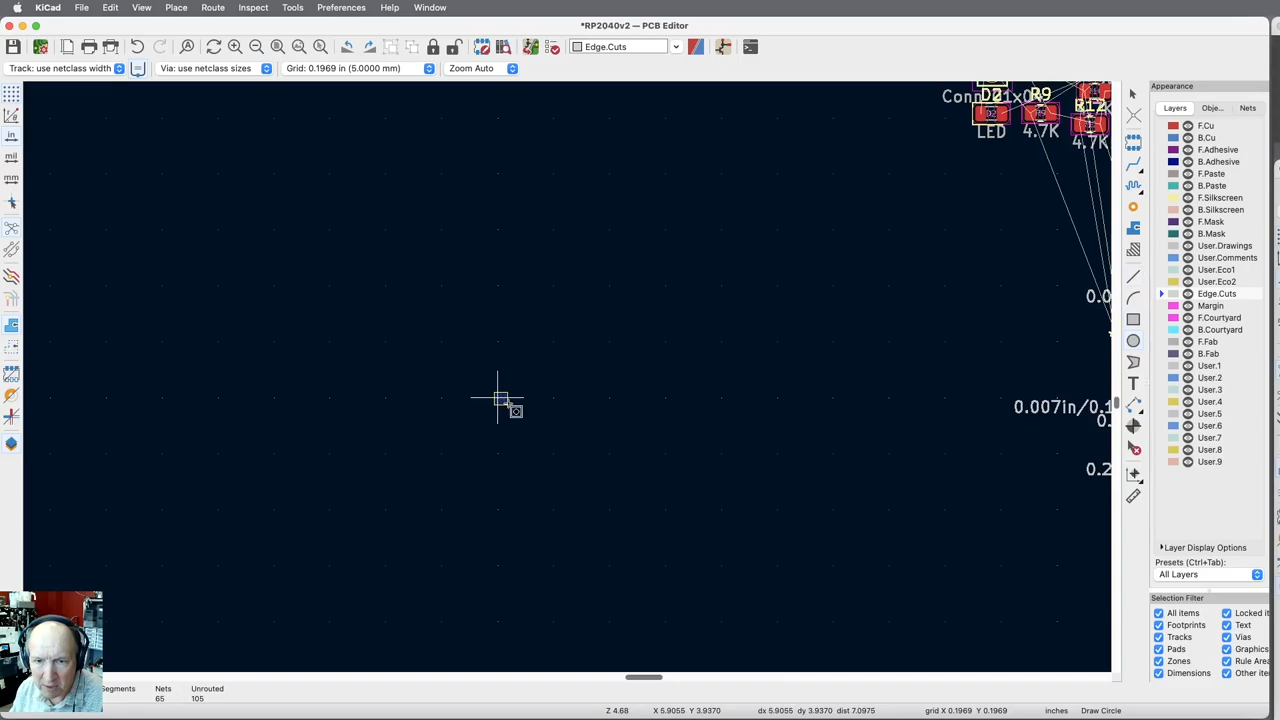 KiCad File Edit View Place Route Inspect Tools Preferences Help Window
*RP2040v2 — PCB Editor
Edge.Cuts
Track: use netclass width
Via: use netclass sizes
Grid: 0.1969 in (5.0000 mm)
Zoom Auto
in
mil
mm
D2 R9
R12
LED 4.7K
4.7K
0.007in/0.1
0.2
Appearance
Layers Obje... Nets
F.Cu
B.Cu
F.Adhesive
B.Adhesive
F.Paste
B.Paste
F.Silkscreen
B.Silkscreen
F.Mask
B.Mask
User.Drawings
User.Comments
User.Eco1
User.Eco2
Edge.Cuts
Margin
F.Courtyard
B.Courtyard
F.Fab
B.Fab
User.1
User.2
User.3
User.4
User.5
User.6
User.7
User.8
User.9
Layer Display Options
Presets (Ctrl+Tab):
All Layers
Selection Filter
All items Locked it
Footprints Text
Tracks Vias
Pads Graphics
Zones Rule Area
Dimensions Other iten
Segments Nets Unrouted
65 105
Z 4.68 X 5.9055 Y 3.9370 dx 5.9055 dy 3.9370 dist 7.0975 grid X 0.1969 Y 0.1969 inches Draw Circle